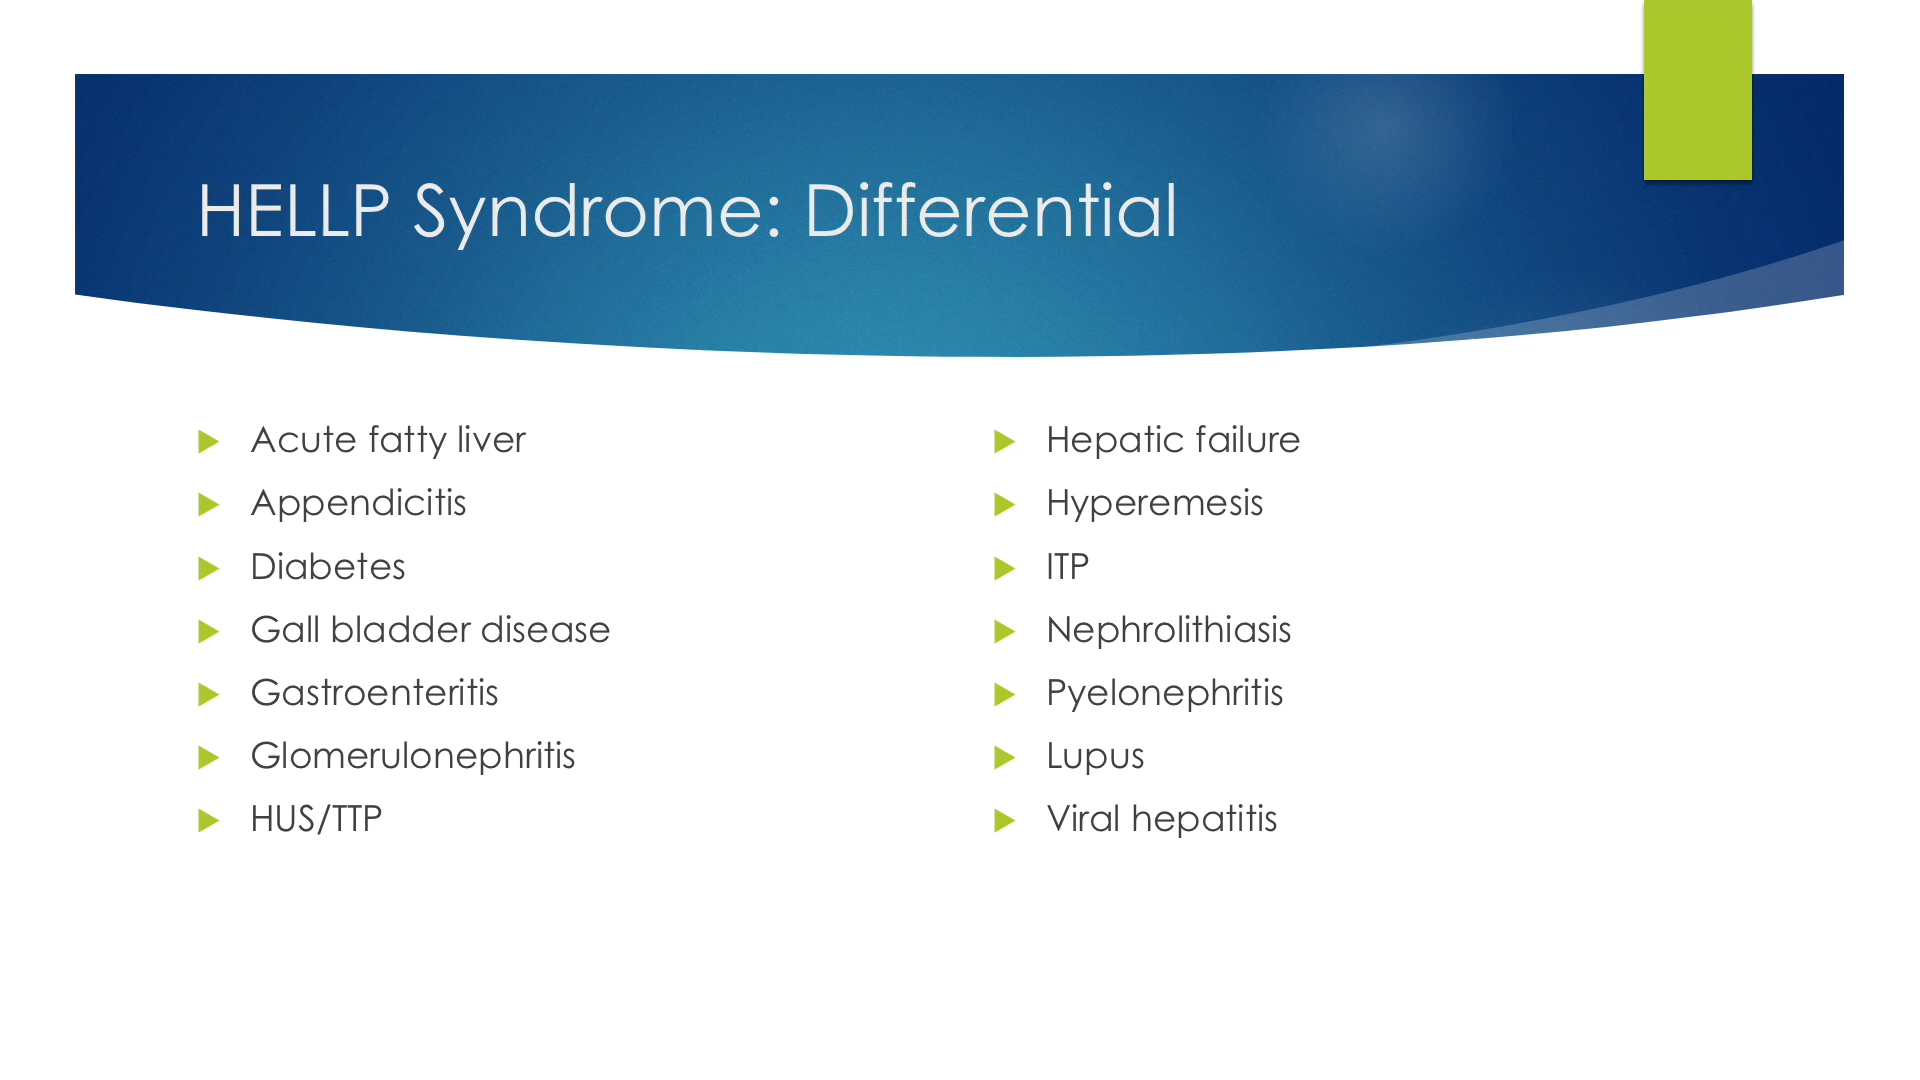 HELLP Syndrome: Differential
Acute fatty liver
Appendicitis
Diabetes
Gall bladder disease
Gastroenteritis
Glomerulonephritis
HUS/TTP
Hepatic failure
Hyperemesis
ITP
Nephrolithiasis
Pyelonephritis
Lupus
Viral hepatitis